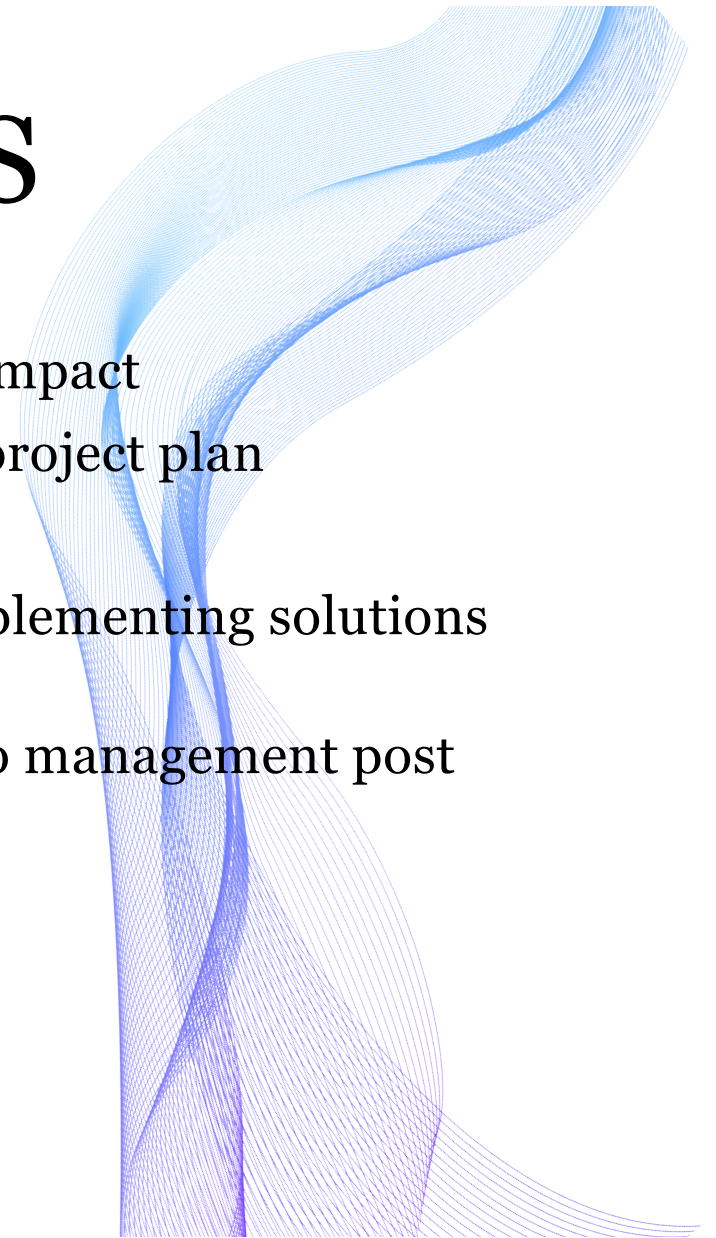 s
mpact
project plan
plementing solutions
o management post